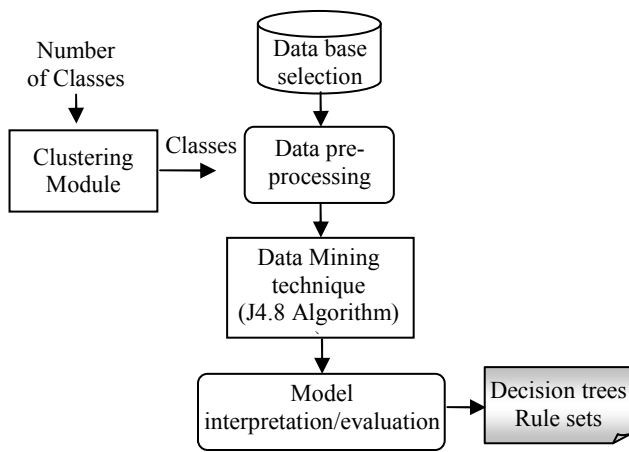 Number
of Classes
Data base
selection
Clustering
Module
Classes
Data pre-
processing
Data Mining
technique
(J4.8 Algorithm)
Model
interpretation/evaluation
Decision trees
Rule sets